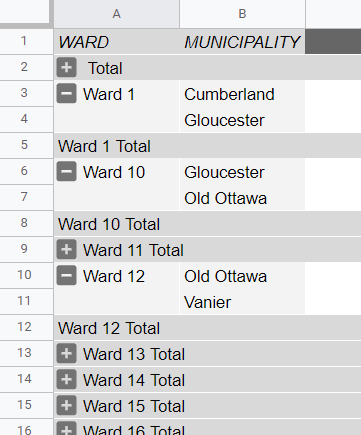 A B
1 WARD MUNICIPALITY
2 + Total
3 − Ward 1 Cumberland
4 Gloucester
5 Ward 1 Total
6 − Ward 10 Gloucester
7 Old Ottawa
8 Ward 10 Total
9 + Ward 11 Total
10 − Ward 12 Old Ottawa
11 Vanier
12 Ward 12 Total
13 + Ward 13 Total
14 + Ward 14 Total
15 + Ward 15 Total
16 + Ward 16 Total